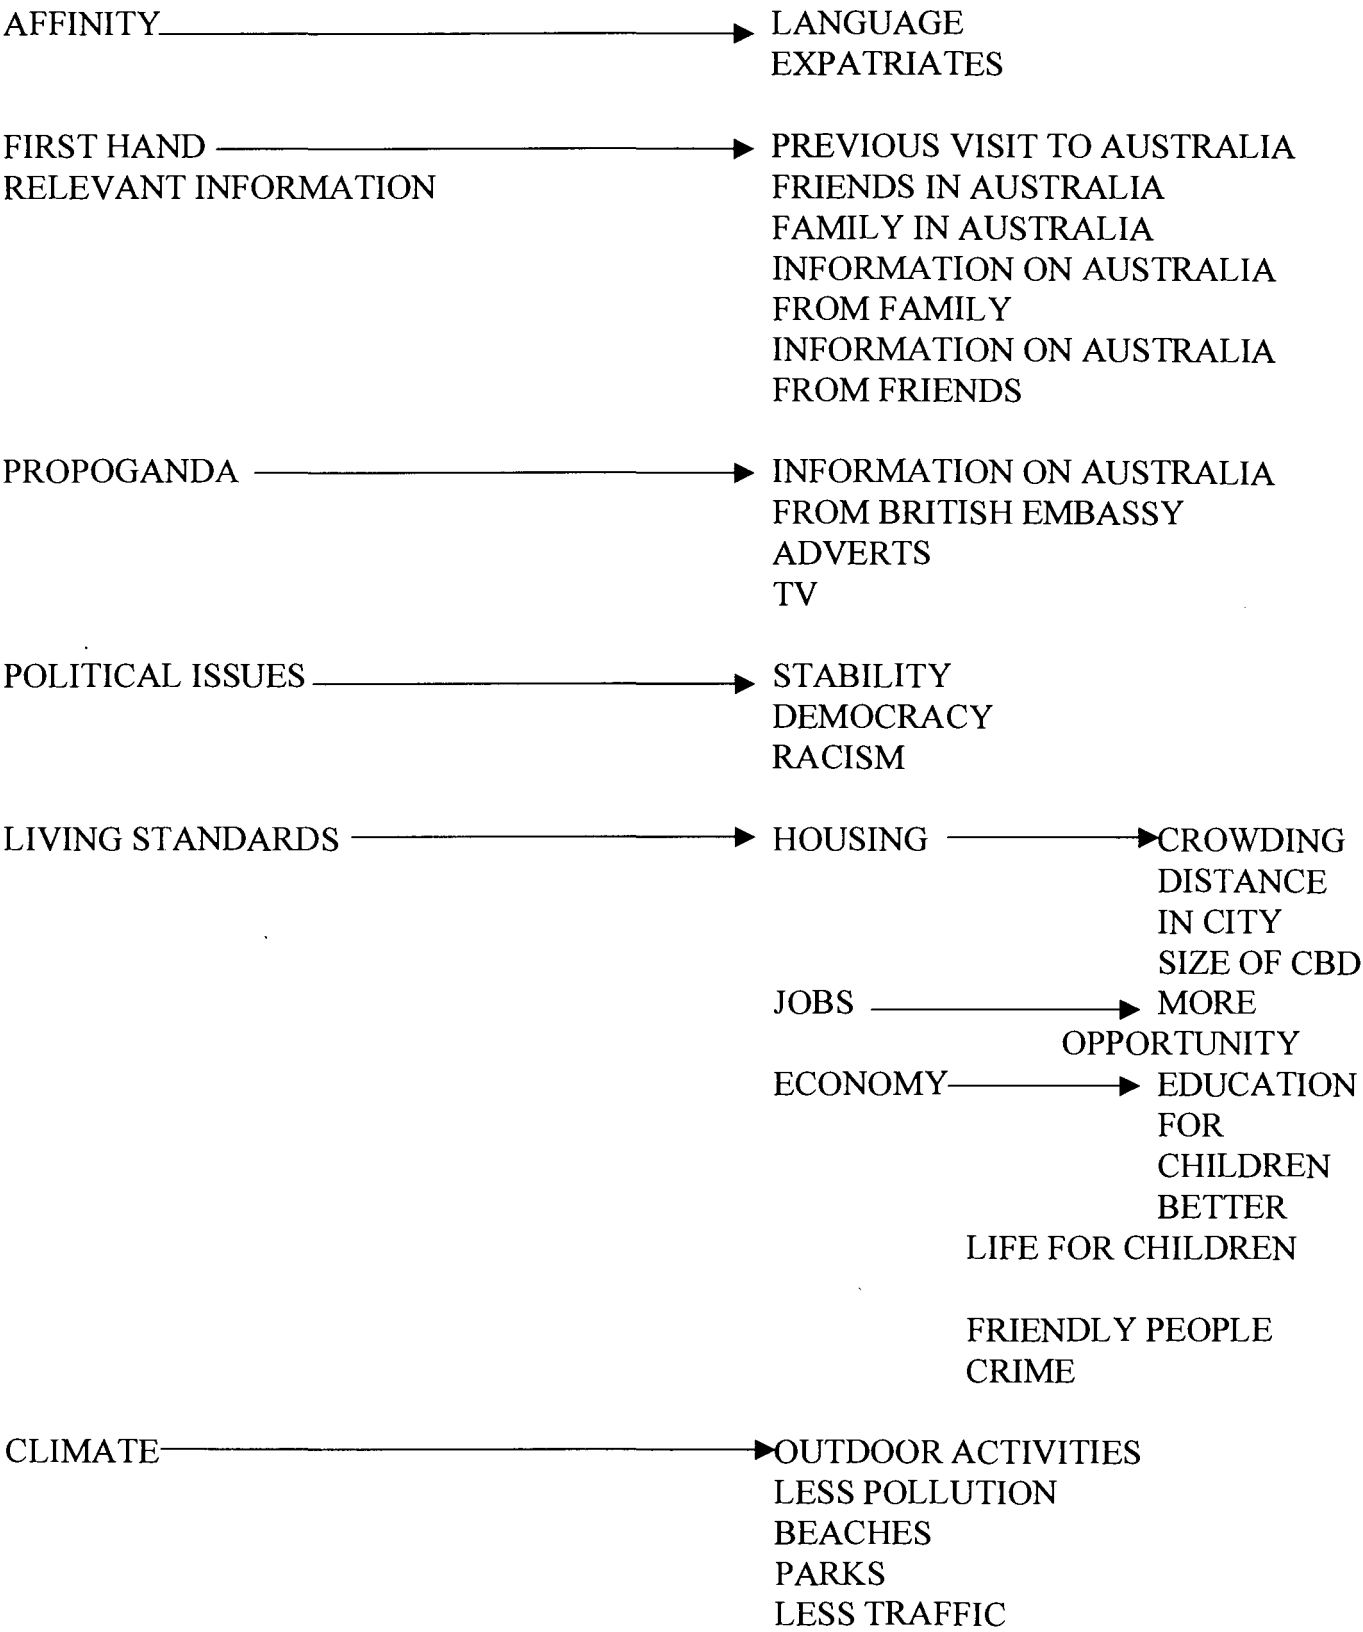 AFFINITY LANGUAGE
EXPATRIATES
FIRST HAND PREVIOUS VISIT TO AUSTRALIA
RELEVANT INFORMATION FRIENDS IN AUSTRALIA
FAMILY IN AUSTRALIA
INFORMATION ON AUSTRALIA
FROM FAMILY
INFORMATION ON AUSTRALIA
FROM FRIENDS
PROPOGANDA INFORMATION ON AUSTRALIA
FROM BRITISH EMBASSY
ADVERTS
TV
POLITICAL ISSUES STABILITY
DEMOCRACY
RACISM
LIVING STANDARDS HOUSING CROWDING
DISTANCE
IN CITY
SIZE OF CBD
JOBS MORE
OPPORTUNITY
ECONOMY EDUCATION
FOR
CHILDREN
BETTER
LIFE FOR CHILDREN
FRIENDLY PEOPLE
CRIME
CLIMATE OUTDOOR ACTIVITIES
LESS POLLUTION
BEACHES
PARKS
LESS TRAFFIC